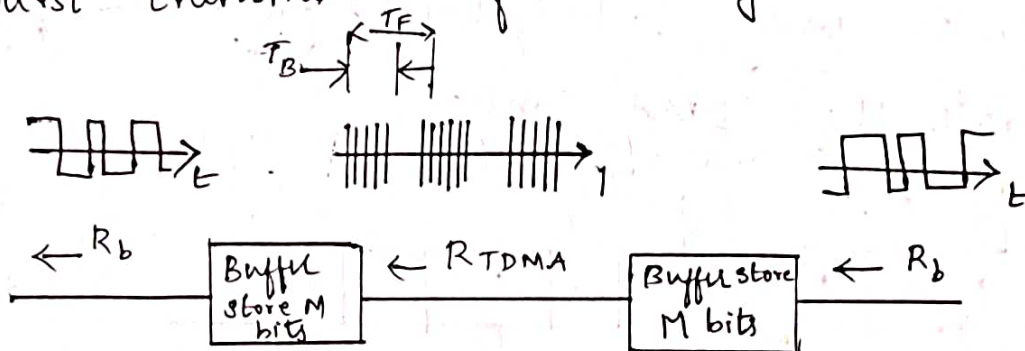 T_F
T_B
t
t
← R_b
Buffer
store M
bits
← R_TDMA
Buffer store
M bits
← R_b